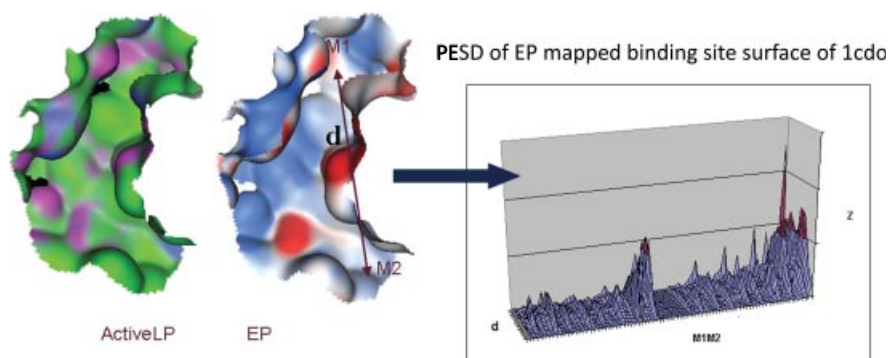 M1
PESD of EP mapped binding site surface of 1cdo
d
Z
M2
d
M1M2
ActiveLP EP